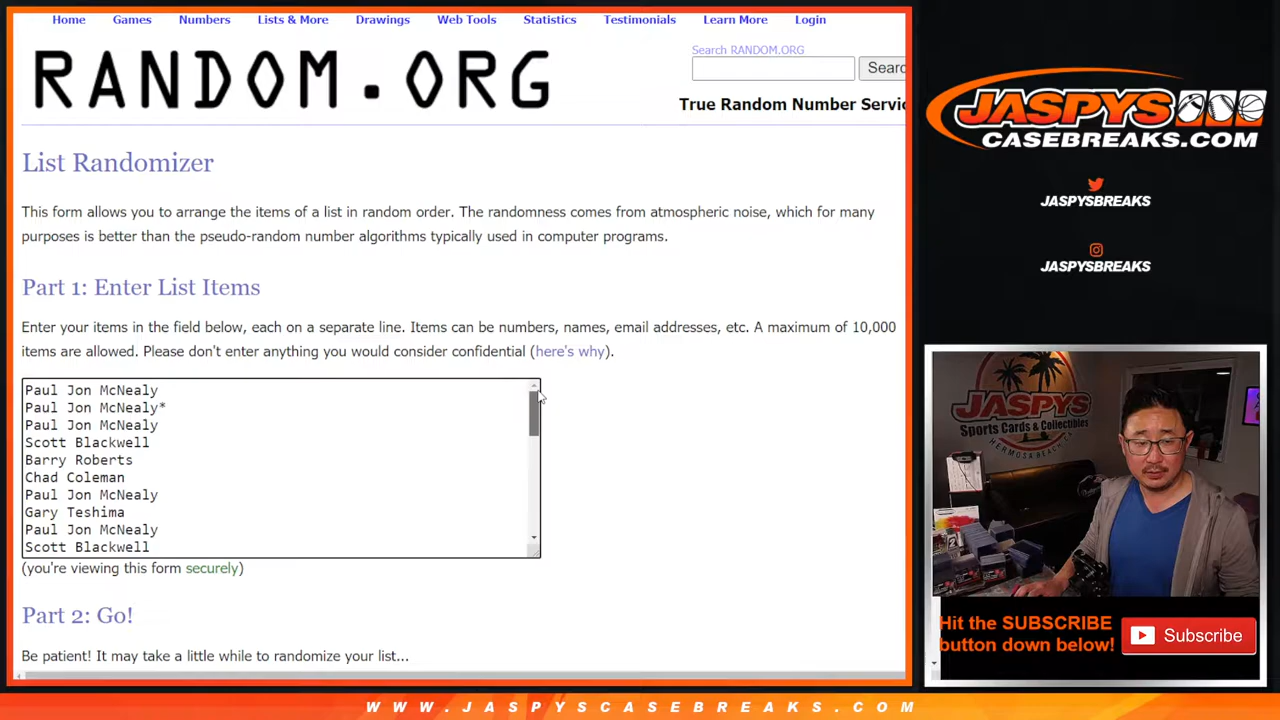 Home Games Numbers Lists & More Drawings Web Tools Statistics Testimonials Learn More Login
RANDOM.ORG
Search RANDOM.ORG
Searc
True Random Number Servic
List Randomizer
This form allows you to arrange the items of a list in random order. The randomness comes from atmospheric noise, which for many
purposes is better than the pseudo-random number algorithms typically used in computer programs.
Part 1: Enter List Items
Enter your items in the field below, each on a separate line. Items can be numbers, names, email addresses, etc. A maximum of 10,000
items are allowed. Please don't enter anything you would consider confidential (here's why).
Paul Jon McNealy
Paul Jon McNealy*
Paul Jon McNealy
Scott Blackwell
Barry Roberts
Chad Coleman
Paul Jon McNealy
Gary Teshima
Paul Jon McNealy
Scott Blackwell
(you're viewing this form securely)
Part 2: Go!
Be patient! It may take a little while to randomize your list...
JASPYS
CASEBREAKS.COM
JASPYSBREAKS
JASPYSBREAKS
JASPYS
Sports Cards & Collectibles
HERMOSA BEACH, CA
Hit the SUBSCRIBE
button down below!
Subscribe
WWW.JASPYSCASEBREAKS.COM